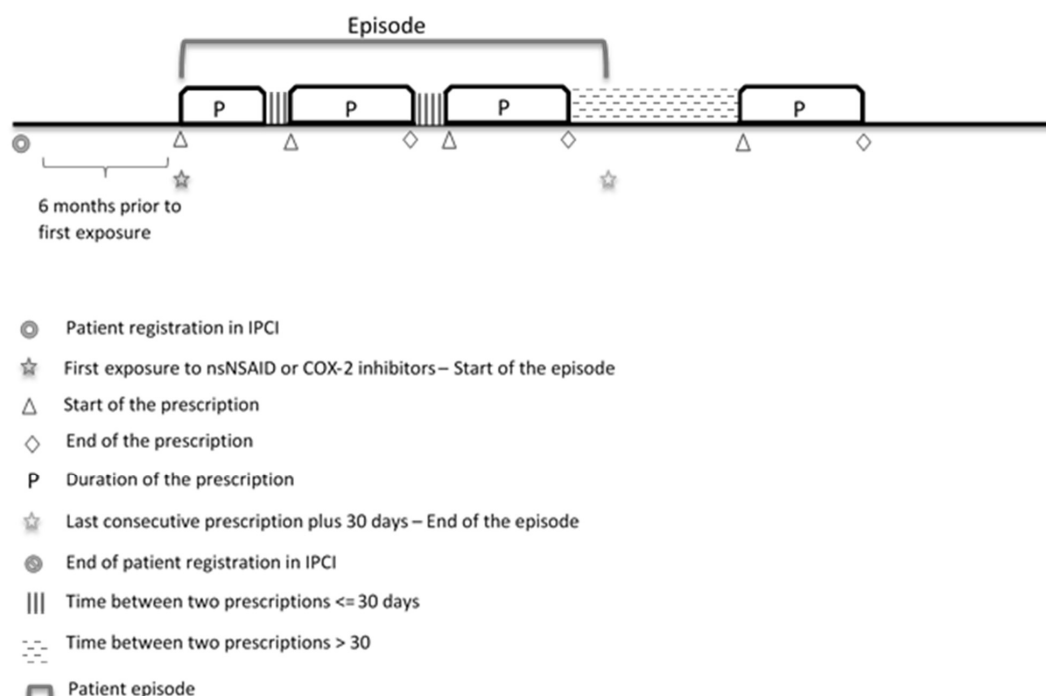 Episode
P P P P
6 months prior to
first exposure
Patient registration in IPCI
First exposure to nsNSAID or COX-2 inhibitors – Start of the episode
Start of the prescription
End of the prescription
P Duration of the prescription
Last consecutive prescription plus 30 days – End of the episode
End of patient registration in IPCI
Time between two prescriptions <= 30 days
Time between two prescriptions > 30
Patient episode